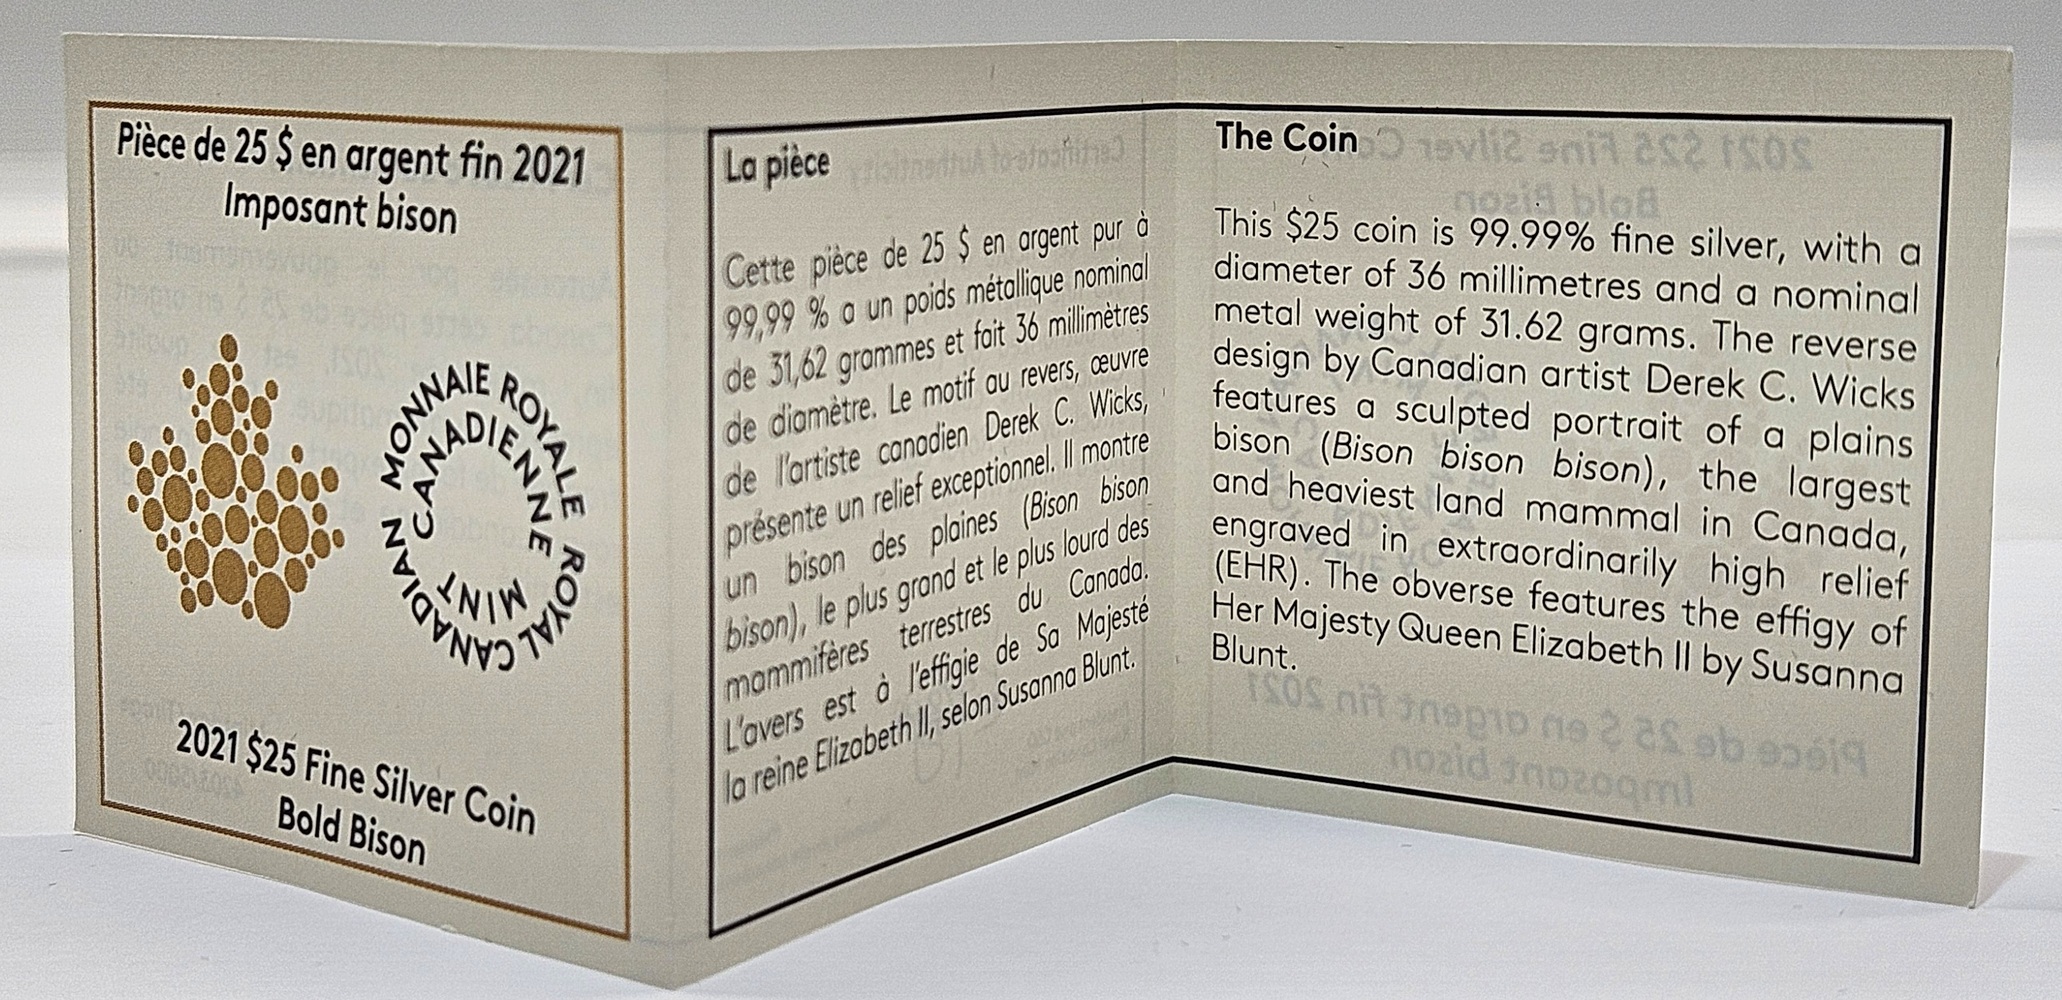 Pièce de 25 $ en argent fin 2021
Imposant bison
MONNAIE ROYALE CANADIENNE
ROYAL CANADIAN MINT
2021 $25 Fine Silver Coin
Bold Bison
La pièce
Cette pièce de 25 $ en argent pur à
99,99 % a un poids métallique nominal
de 31,62 grammes et fait 36 millimètres
de diamètre. Le motif au revers, œuvre
de l'artiste canadien Derek C. Wicks,
présente un relief exceptionnel. Il montre
un bison des plaines (Bison bison
bison), le plus grand et le plus lourd des
mammifères terrestres du Canada.
L'avers est à l'effigie de Sa Majesté
la reine Elizabeth II, selon Susanna Blunt.
The Coin
This $25 coin is 99.99% fine silver, with a
diameter of 36 millimetres and a nominal
metal weight of 31.62 grams. The reverse
design by Canadian artist Derek C. Wicks
features a sculpted portrait of a plains
bison (Bison bison bison), the largest
and heaviest land mammal in Canada,
engraved in extraordinarily high relief
(EHR). The obverse features the effigy of
Her Majesty Queen Elizabeth II by Susanna
Blunt.